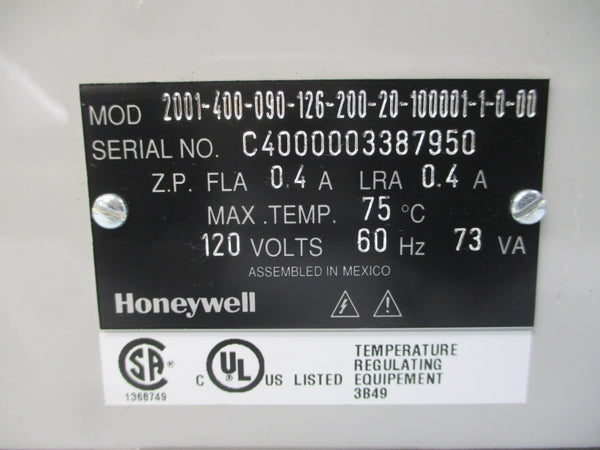 MOD 2001-400-090-126-200-20-100001-1-0-00
SERIAL NO. C4000003387950
Z.P. FLA 0.4 A LRA 0.4 A
MAX .TEMP. 75 °C
120 VOLTS 60 Hz 73 VA
ASSEMBLED IN MEXICO
Honeywell
SA
1368749
C UL US LISTED
TEMPERATURE
REGULATING
EQUIPEMENT
3B49